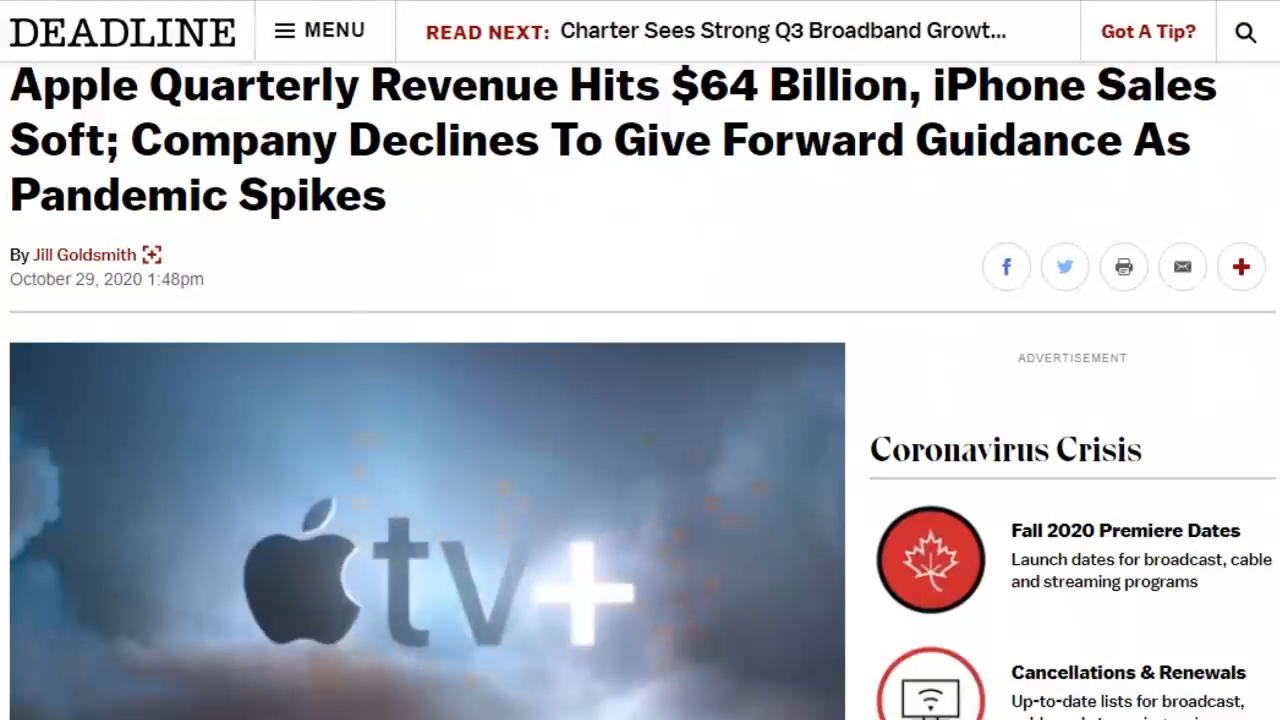 DEADLINE
MENU
READ NEXT: Charter Sees Strong Q3 Broadband Growt...
Got A Tip?
Apple Quarterly Revenue Hits $64 Billion, iPhone Sales
Soft; Company Declines To Give Forward Guidance As
Pandemic Spikes
By Jill Goldsmith
October 29, 2020 1:48pm
ADVERTISEMENT
tv+
Coronavirus Crisis
Fall 2020 Premiere Dates
Launch dates for broadcast, cable
and streaming programs
Cancellations & Renewals
Up-to-date lists for broadcast,